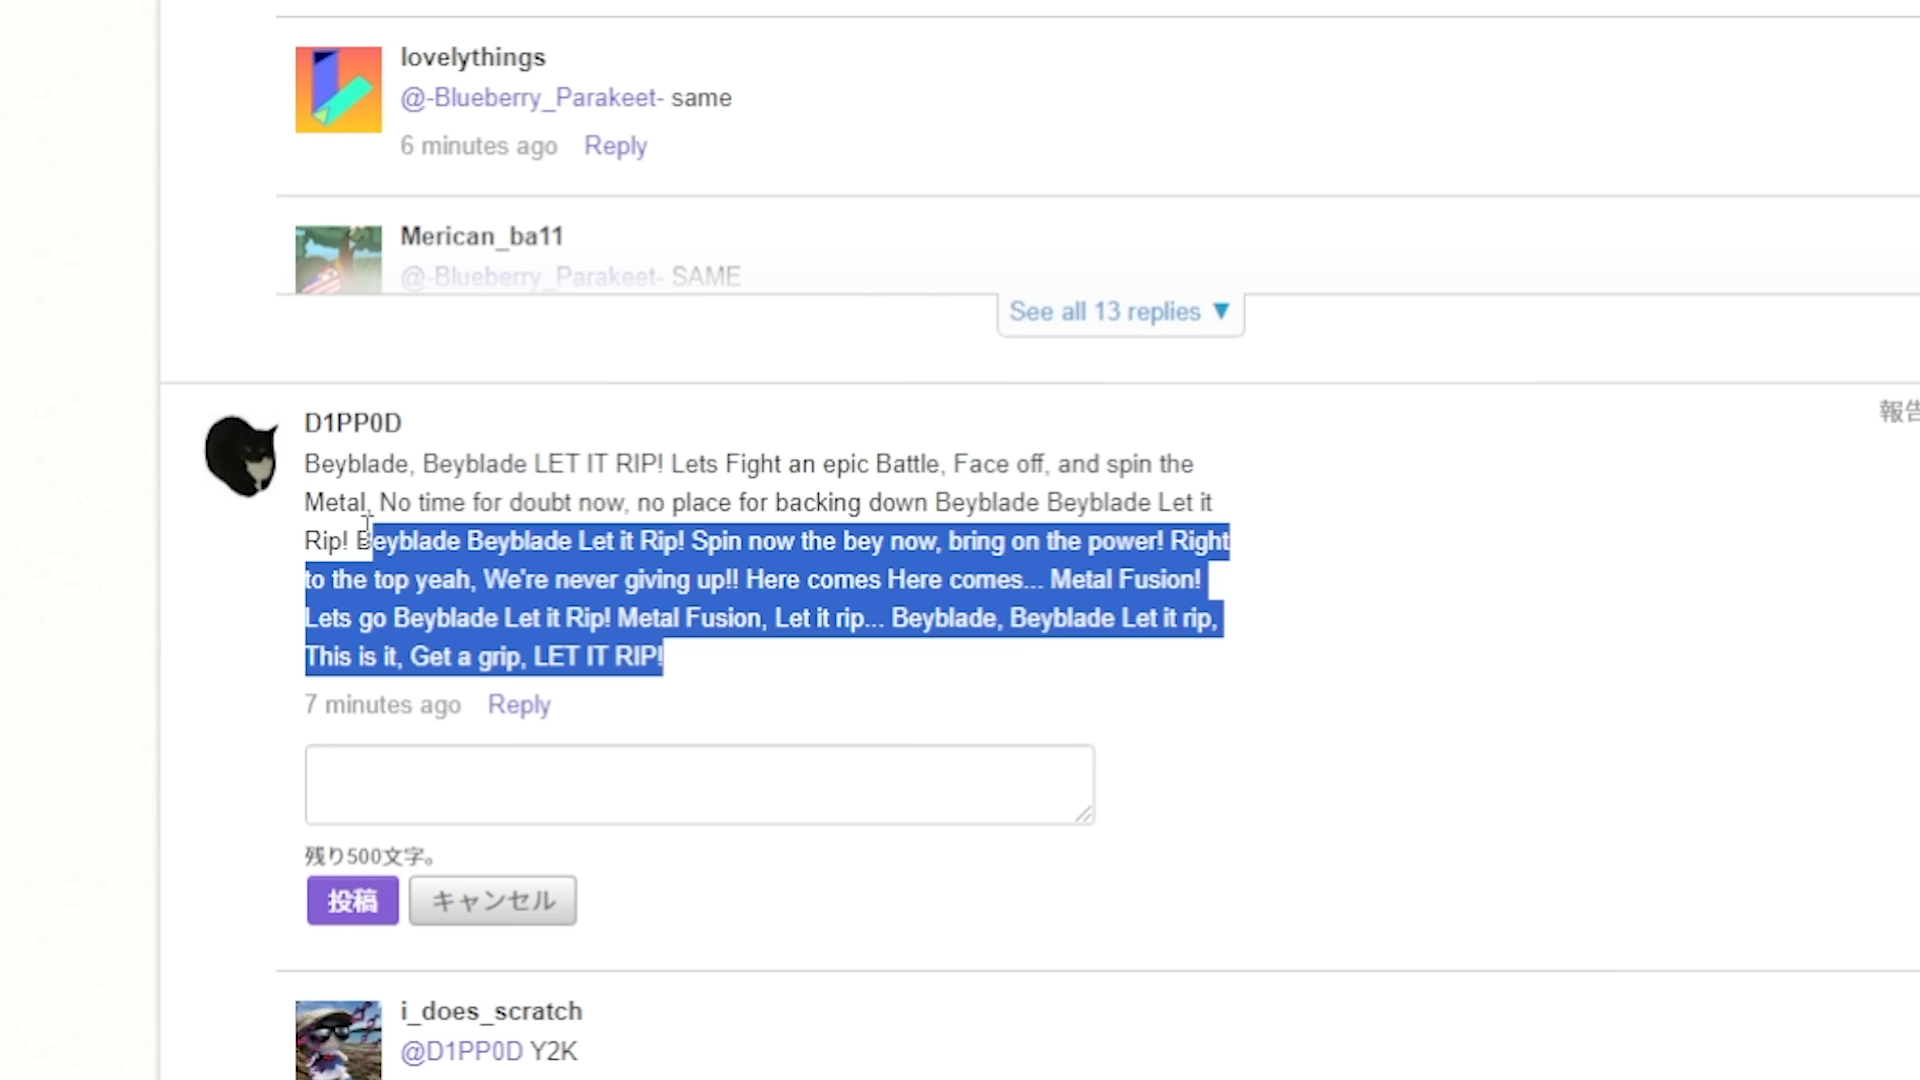 lovelythings
@-Blueberry_Parakeet- same
6 minutes ago Reply
Merican_ba11
@-Blueberry_Parakeet- SAME
See all 13 replies ▼
D1PP0D
報告
Beyblade, Beyblade LET IT RIP! Lets Fight an epic Battle, Face off, and spin the
Metal, No time for doubt now, no place for backing down Beyblade Beyblade Let it
Rip! Beyblade Beyblade Let it Rip! Spin now the bey now, bring on the power! Right
to the top yeah, We're never giving up!! Here comes Here comes... Metal Fusion!
Lets go Beyblade Let it Rip! Metal Fusion, Let it rip... Beyblade, Beyblade Let it rip,
This is it, Get a grip, LET IT RIP!
7 minutes ago Reply
残り500文字。
投稿 キャンセル
i_does_scratch
@D1PP0D Y2K